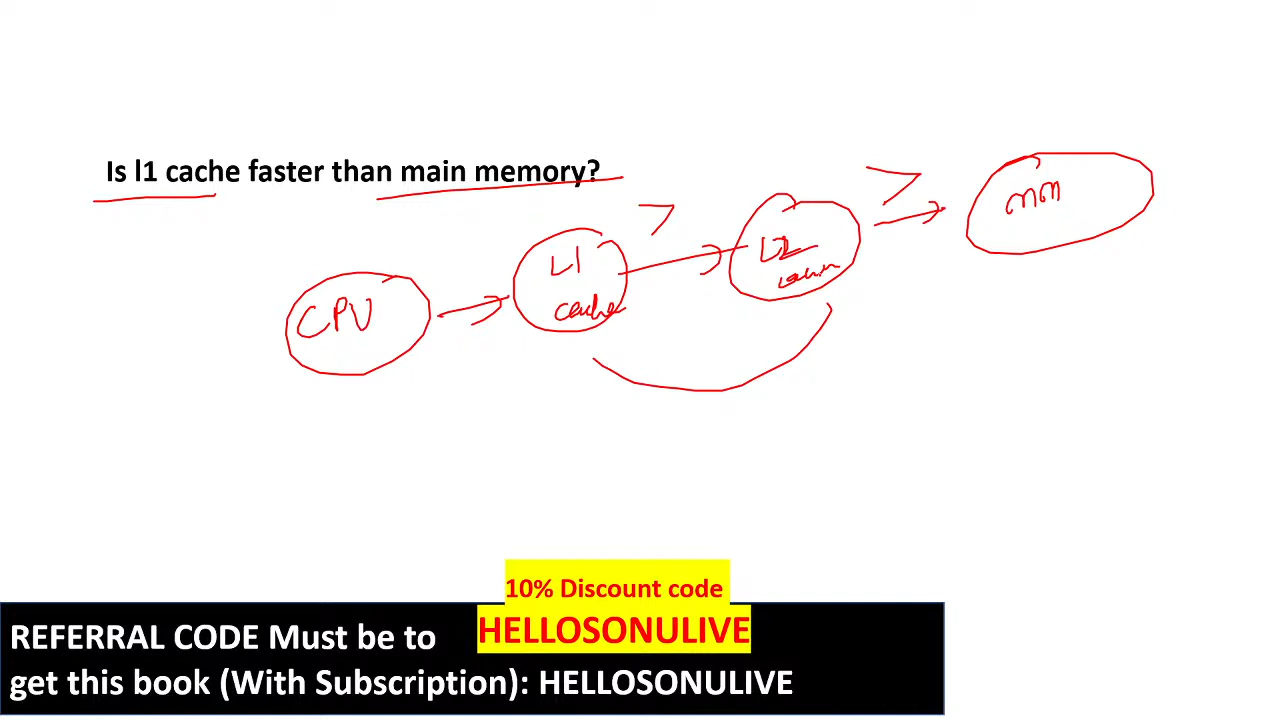 Is l1 cache faster than main memory?
>
>
MM
L1
cache
L2
CPU
10% Discount code
HELLOSONULIVE
REFERRAL CODE Must be to
get this book (With Subscription): HELLOSONULIVE